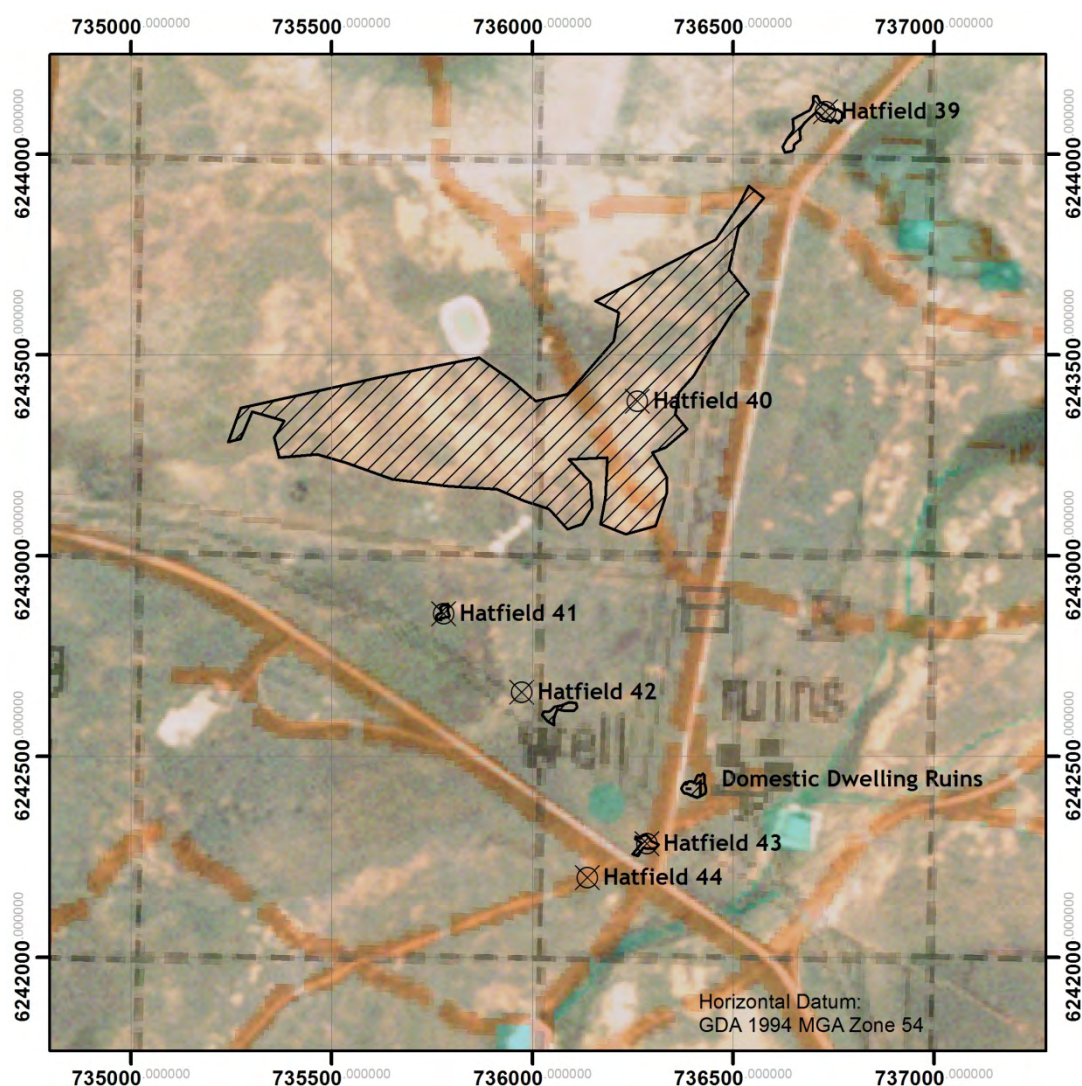 735000.000000 735500.000000 736000.000000 736500.000000 737000.000000
6244000.000000 6244000.000000
6243500.000000 6243500.000000
6243000.000000 6243000.000000
6242500.000000 6242500.000000
6242000.000000 6242000.000000
Hatfield 39
Hatfield 40
Hatfield 41
Hatfield 42
ruins
well
Domestic Dwelling Ruins
Hatfield 43
Hatfield 44
Horizontal Datum:
GDA 1994 MGA Zone 54
735000.000000 735500.000000 736000.000000 736500.000000 737000.000000